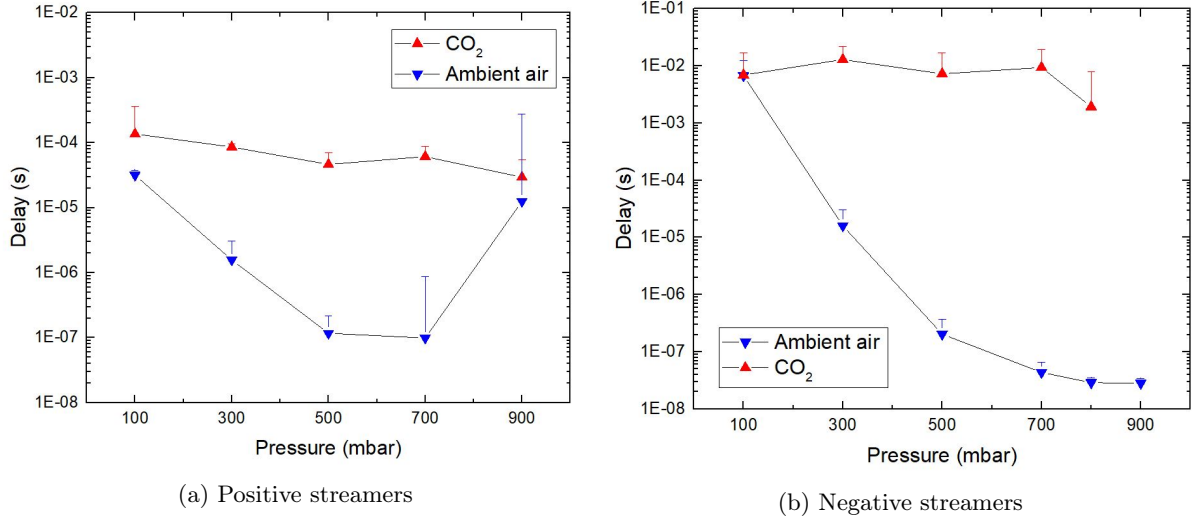 1E-02
1E-03
1E-04
1E-05
1E-06
1E-07
1E-08
Delay (s)
CO2
Ambient air
100 300 500 700 900
Pressure (mbar)
(a) Positive streamers
1E-01
1E-02
1E-03
1E-04
1E-05
1E-06
1E-07
1E-08
Delay (s)
Ambient air
CO2
100 300 500 700 900
Pressure (mbar)
(b) Negative streamers